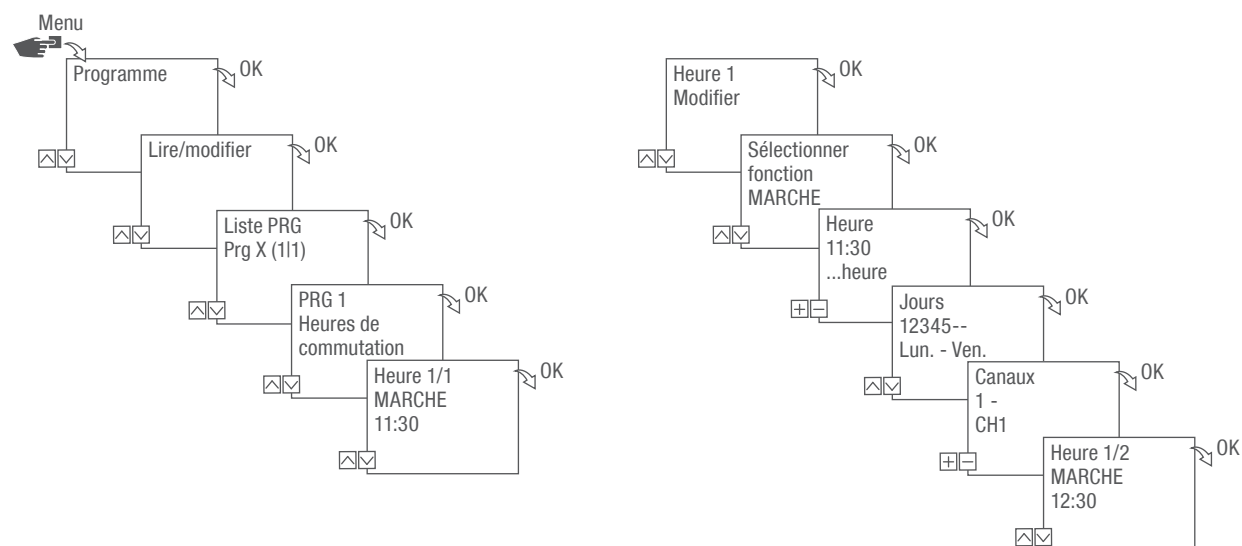 Menu
Programme
OK
Lire/modifier
OK
Liste PRG
Prg X (1|1)
OK
PRG 1
Heures de
commutation
OK
Heure 1/1
MARCHE
11:30
OK
Heure 1
Modifier
OK
Sélectionner
fonction
MARCHE
OK
Heure
11:30
...heure
OK
Jours
12345--
Lun. - Ven.
OK
Canaux
1 -
CH1
OK
Heure 1/2
MARCHE
12:30
OK